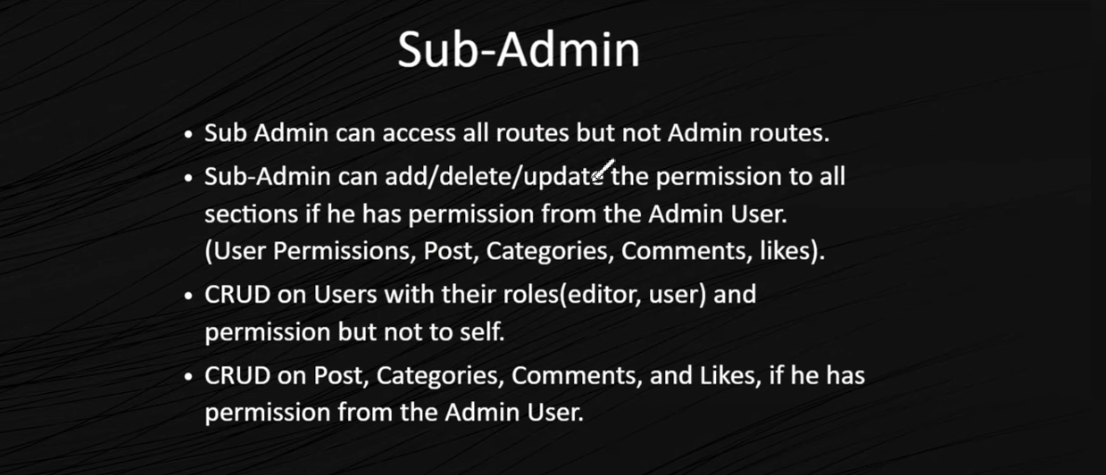 Sub-Admin
• Sub Admin can access all routes but not Admin routes.
• Sub-Admin can add/delete/update the permission to all
sections if he has permission from the Admin User.
(User Permissions, Post, Categories, Comments, likes).
• CRUD on Users with their roles(editor, user) and
permission but not to self.
• CRUD on Post, Categories, Comments, and Likes, if he has
permission from the Admin User.